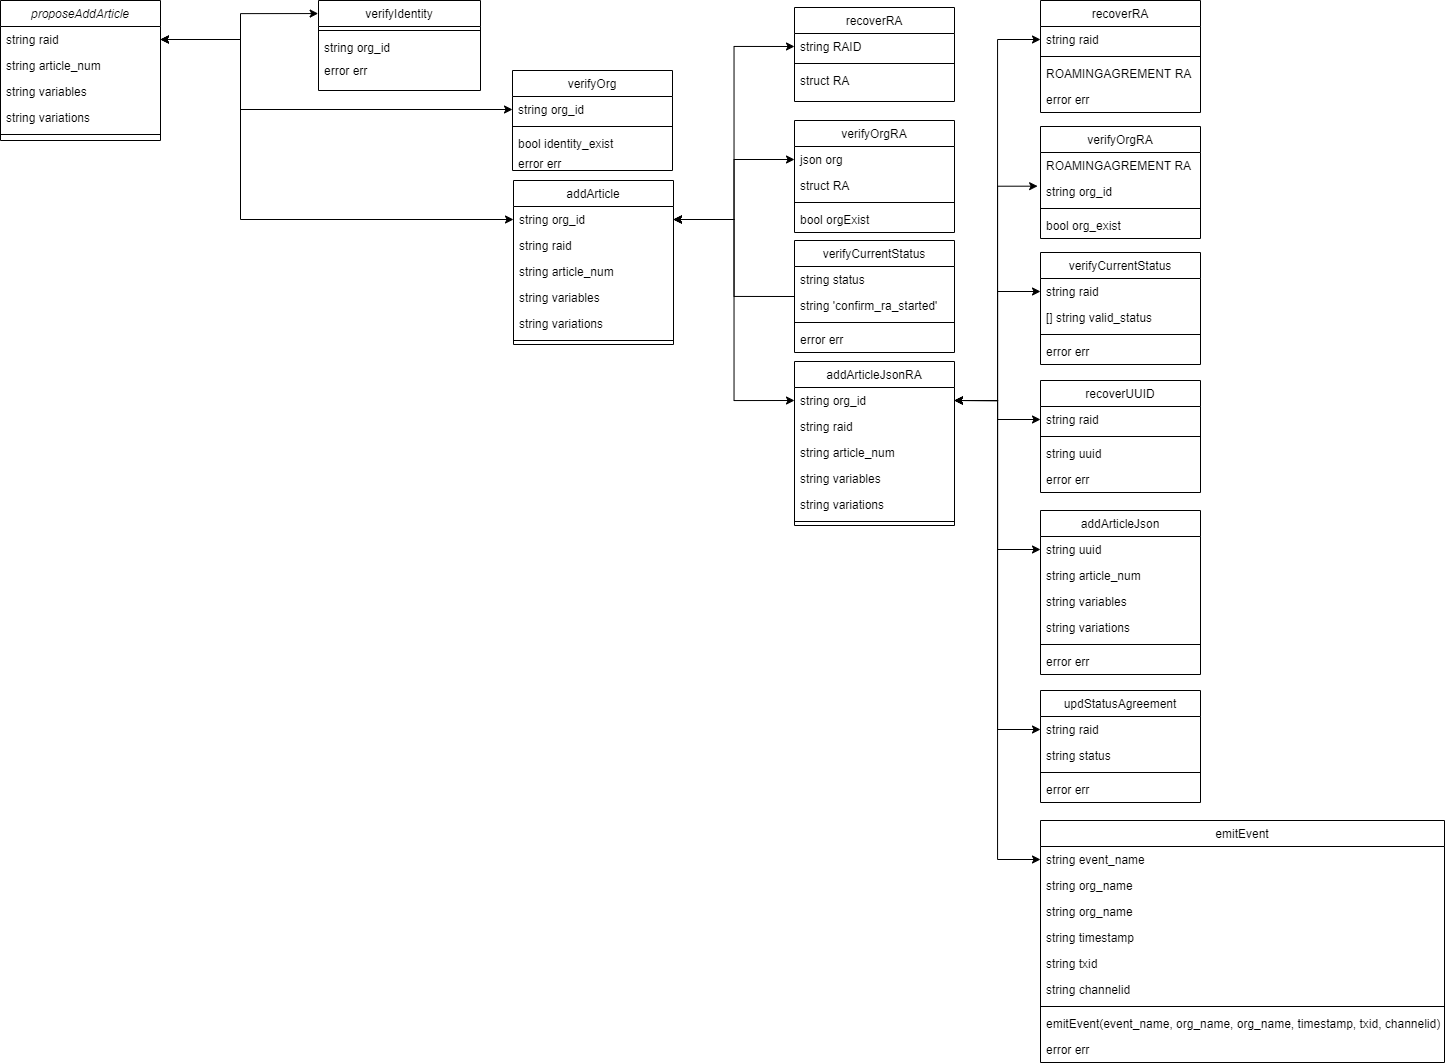 proposeAddArticle
string raid
string article_num
string variables
string variations
verifyIdentity
string org_id
error err
verifyOrg
string org_id
bool identity_exist
error err
addArticle
string org_id
string raid
string article_num
string variables
string variations
recoverRA
string RAID
struct RA
verifyOrgRA
json org
struct RA
bool orgExist
verifyCurrentStatus
string status
string 'confirm_ra_started'
error err
addArticleJsonRA
string org_id
string raid
string article_num
string variables
string variations
recoverRA
string raid
ROAMINGAGREMENT RA
error err
verifyOrgRA
ROAMINGAGREMENT RA
string org_id
bool org_exist
verifyCurrentStatus
string raid
[] string valid_status
error err
recoverUUID
string raid
string uuid
error err
addArticleJson
string uuid
string article_num
string variables
string variations
error err
updStatusAgreement
string raid
string status
error err
emitEvent
string event_name
string org_name
string org_name
string timestamp
string txid
string channelid
emitEvent(event_name, org_name, org_name, timestamp, txid, channelid)
error err